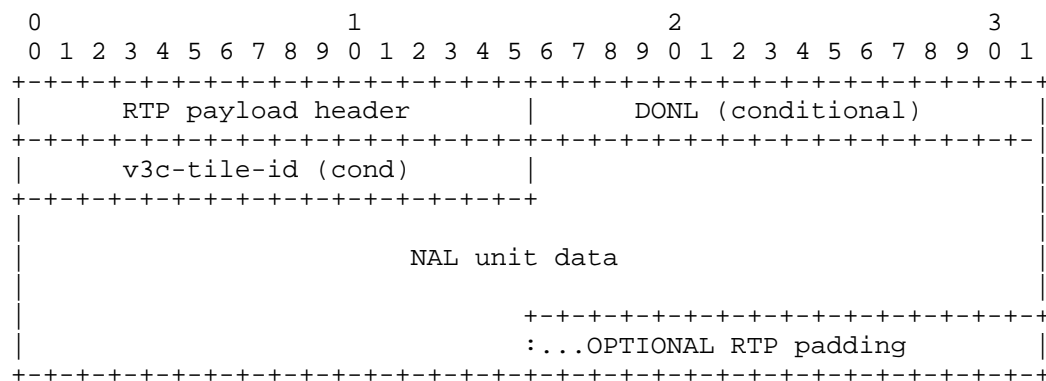 0                   1                   2                   3
0 1 2 3 4 5 6 7 8 9 0 1 2 3 4 5 6 7 8 9 0 1 2 3 4 5 6 7 8 9 0 1
+-+-+-+-+-+-+-+-+-+-+-+-+-+-+-+-+-+-+-+-+-+-+-+-+-+-+-+-+-+-+-+-+
|      RTP payload header       |      DONL (conditional)       |
+-+-+-+-+-+-+-+-+-+-+-+-+-+-+-+-+-+-+-+-+-+-+-+-+-+-+-+-+-+-+-+-|
|      v3c-tile-id (cond)       |                               |
+-+-+-+-+-+-+-+-+-+-+-+-+-+-+-+-+                               |
|                                                               |
|                        NAL unit data                          |
|                                                               |
|                               +-+-+-+-+-+-+-+-+-+-+-+-+-+-+-+-+
|                               :...OPTIONAL RTP padding        |
+-+-+-+-+-+-+-+-+-+-+-+-+-+-+-+-+-+-+-+-+-+-+-+-+-+-+-+-+-+-+-+-+